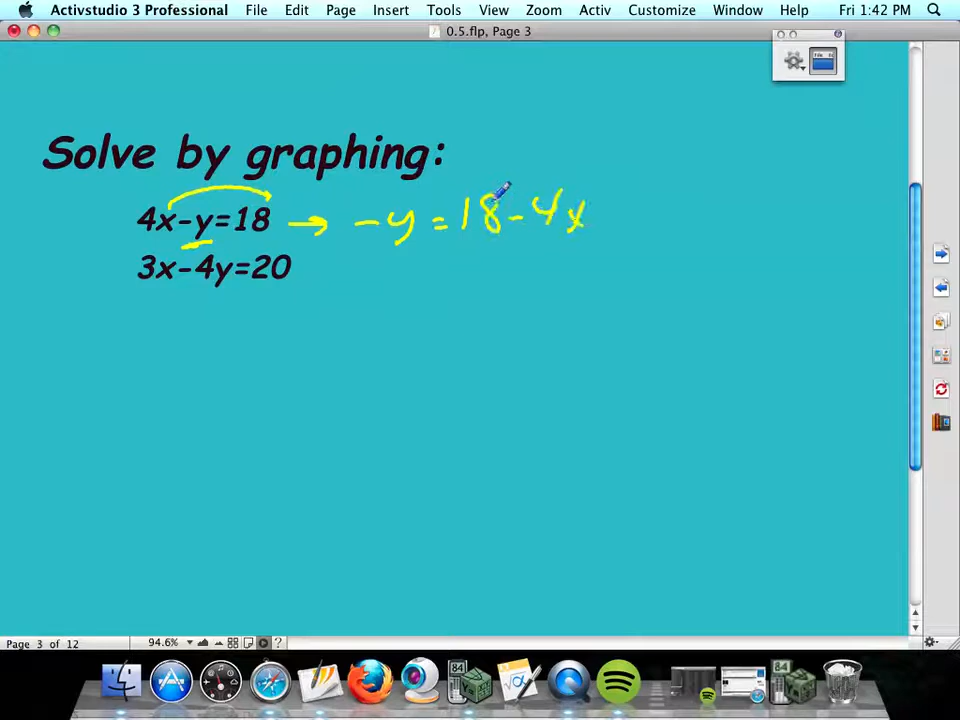 Activstudio 3 Professional File Edit Page Insert Tools View Zoom Activ Customize Window Help Fri 1:42 PM
0.5.flp, Page 3
Solve by graphing:
4x-y=18 → -y = 18-4x
3x-4y=20
Page 3 of 12 94.6% ?